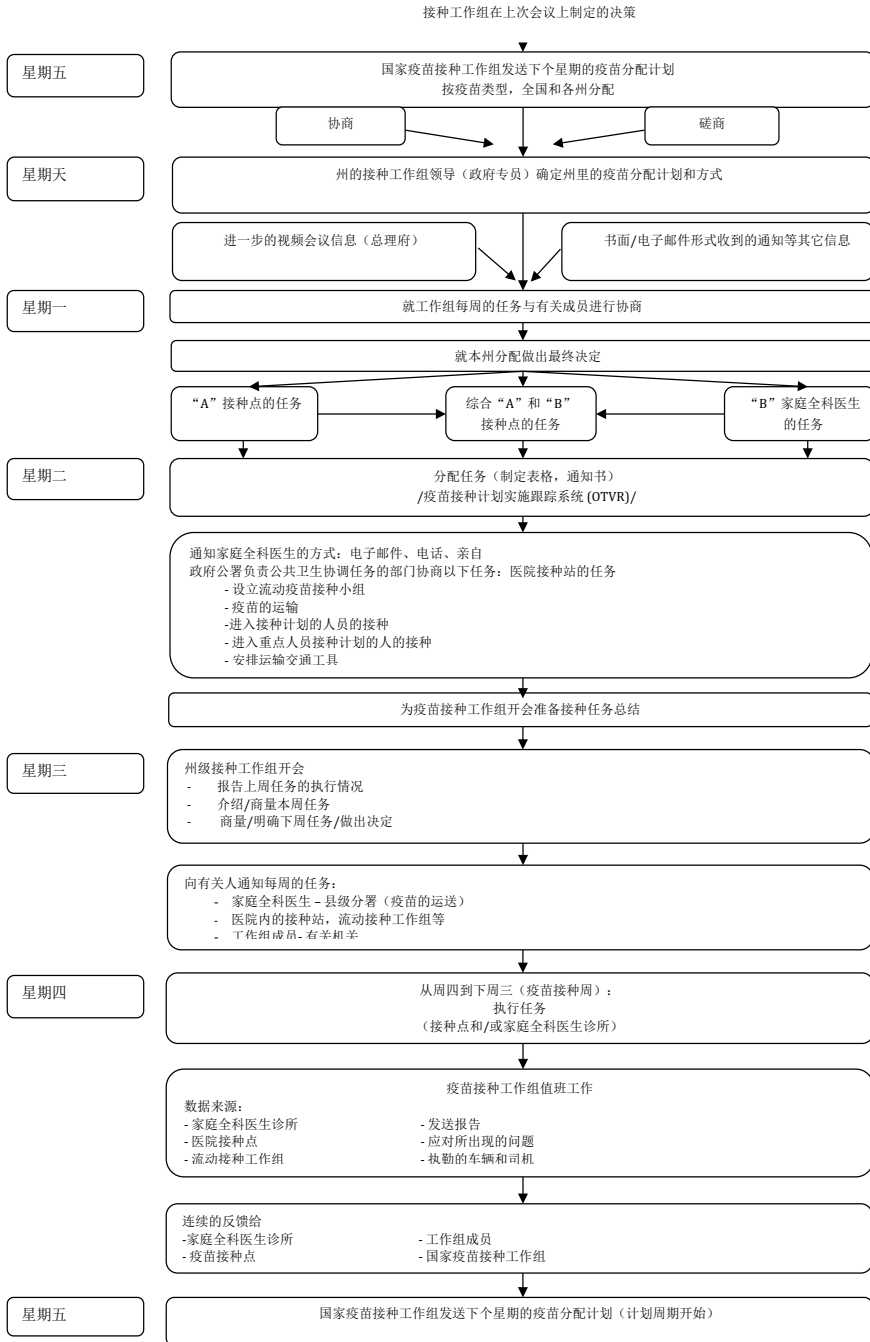 接种工作组在上次会议上制定的决策
星期五
国家疫苗接种工作组发送下个星期的疫苗分配计划
按疫苗类型，全国和各州分配
协商
磋商
星期天
州的接种工作组领导（政府专员）确定州里的疫苗分配计划和方式
进一步的视频会议信息（总理府）
书面/电子邮件形式收到的通知等其它信息
星期一
就工作组每周的任务与有关成员进行协商
就本州分配做出最终决定
“A”接种点的任务
综合“A”和“B”
接种点的任务
“B”家庭全科医生
的任务
星期二
分配任务（制定表格，通知书）
/疫苗接种计划实施跟踪系统 (OTVR)/
通知家庭全科医生的方式：电子邮件、电话、亲自
政府公署负责公共卫生协调任务的部门协商以下任务：医院接种站的任务
- 设立流动疫苗接种小组
- 疫苗的运输
-进入接种计划的人员的接种
- 进入重点人员接种计划的人的接种
- 安排运输交通工具
为疫苗接种工作组开会准备接种任务总结
星期三
州级接种工作组开会
- 报告上周任务的执行情况
- 介绍/商量本周任务
- 商量/明确下周任务/做出决定
向有关人通知每周的任务：
- 家庭全科医生 – 县级分署（疫苗的运送）
- 医院内的接种站，流动接种工作组等
- 工作组成员- 有关机关
星期四
从周四到下周三（疫苗接种周）：
执行任务
（接种点和/或家庭全科医生诊所）
疫苗接种工作组值班工作
数据来源：
- 家庭全科医生诊所 - 发送报告
- 医院接种点 - 应对所出现的问题
- 流动接种工作组 - 执勤的车辆和司机
连续的反馈给
-家庭全科医生诊所 - 工作组成员
- 疫苗接种点 - 国家疫苗接种工作组
星期五
国家疫苗接种工作组发送下个星期的疫苗分配计划（计划周期开始）